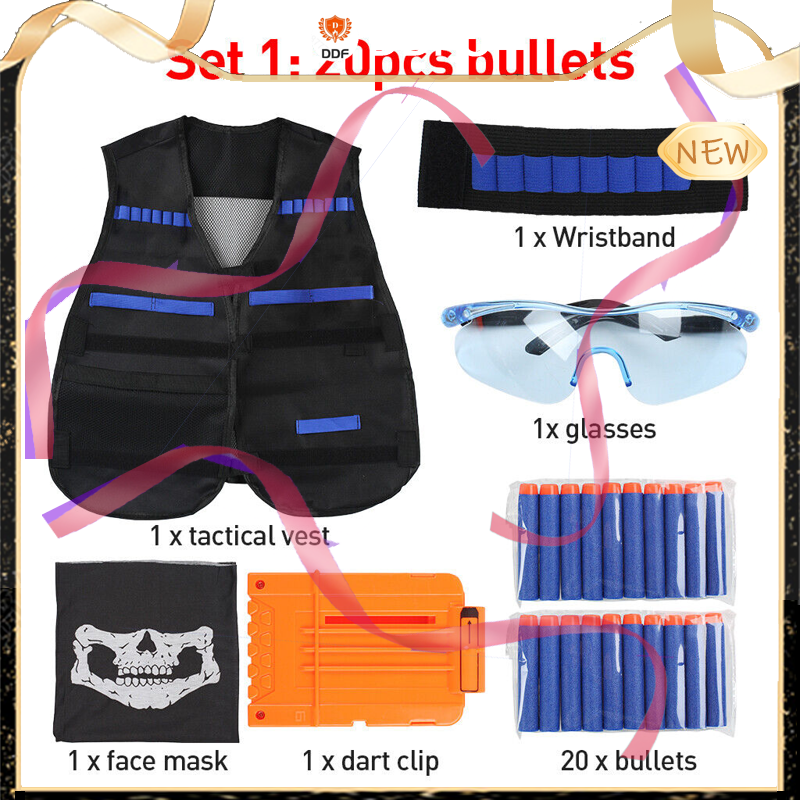 DDF
Set 1: 20pcs bullets
NEW
1 x Wristband
1x glasses
1 x tactical vest
1 x face mask
1 x dart clip
20 x bullets